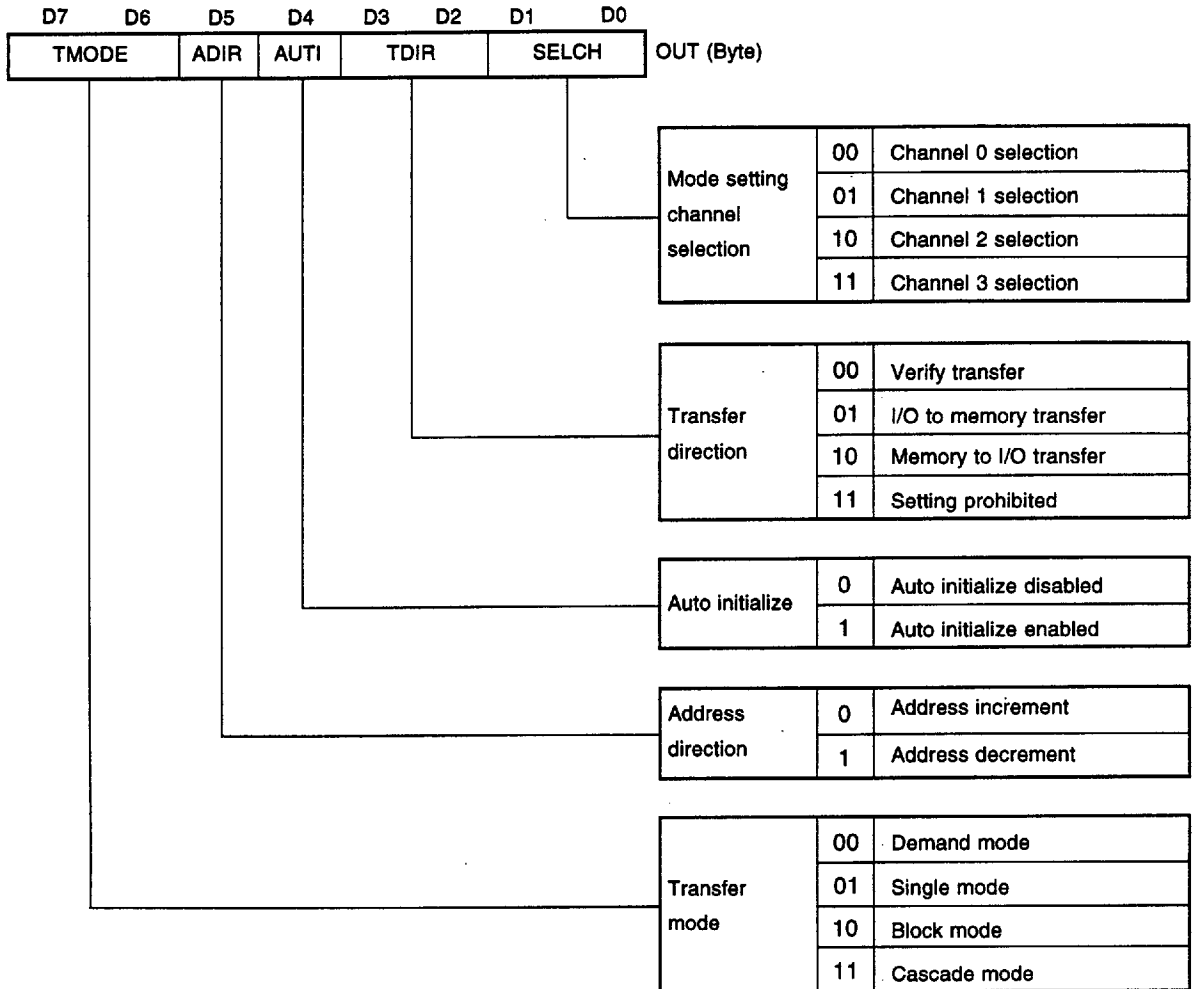 D7 D6 D5 D4 D3 D2 D1 D0
TMODE ADIR AUTI TDIR SELCH OUT (Byte)
Mode setting
channel
selection
00 Channel 0 selection
01 Channel 1 selection
10 Channel 2 selection
11 Channel 3 selection
Transfer
direction
00 Verify transfer
01 I/O to memory transfer
10 Memory to I/O transfer
11 Setting prohibited
Auto initialize
0 Auto initialize disabled
1 Auto initialize enabled
Address
direction
0 Address increment
1 Address decrement
Transfer
mode
00 Demand mode
01 Single mode
10 Block mode
11 Cascade mode